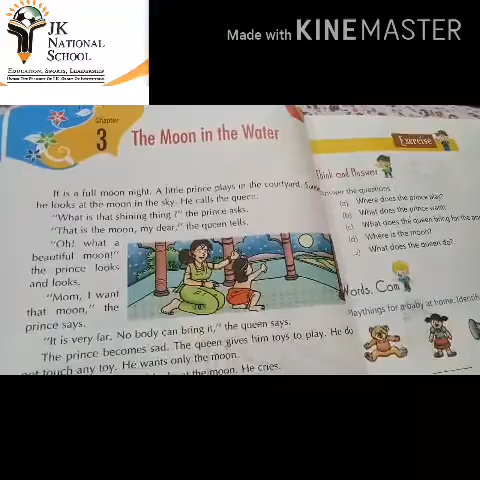 JK
NATIONAL
SCHOOL
EDUCATION, SPORTS, LEADERSHIP
Made with KINEMASTER
Chapter
3
The Moon in the Water
It is a full moon night. A little prince plays in the courtyard.
he looks at the moon in the sky. He calls the queen.
"What is that shining thing?" the prince asks.
"That is the moon, my dear," the queen tells.
"Oh! what a
beautiful moon!"
the prince looks
and looks.
"Mom, I want
that moon," the
prince says.
"It is very far. No body can bring it," the queen says.
The prince becomes sad. The queen gives him toys to play. He do
not touch any toy. He wants only the moon.
at the moon. He cries.
Exercise
Think and Answer
Answer the questions
(a) Where does the prince play?
(b) What does the prince want?
(c) What does the queen bring for the
(d) Where is the moon?
What does the queen do?
Words, Com
Playthings for a baby at home.